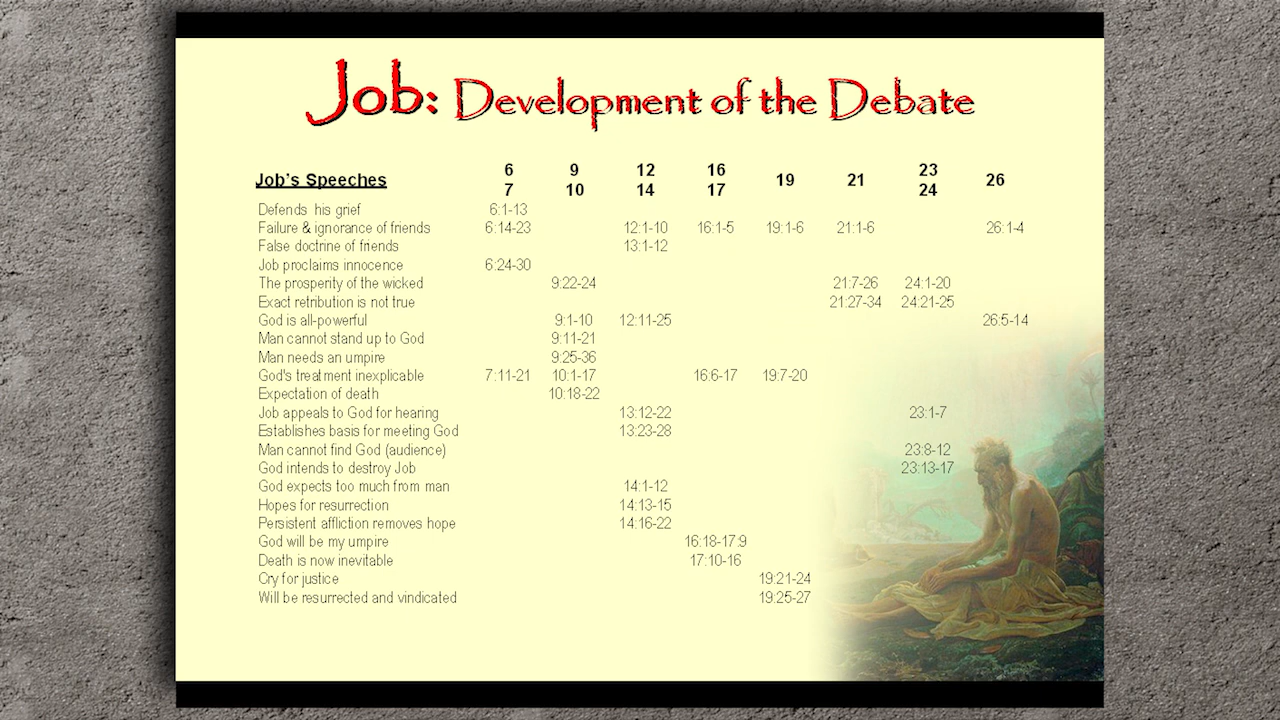 Job: Development of the Debate
Job's Speeches 6 7 9 10 12 14 16 17 19 21 23 24 26
Defends his grief 6:1-13
Failure & ignorance of friends 6:14-23 12:1-10 16:1-5 19:1-6 21:1-6 26:1-4
False doctrine of friends 13:1-12
Job proclaims innocence 6:24-30
The prosperity of the wicked 9:22-24 21:7-26 24:1-20
Exact retribution is not true 21:27-34 24:21-25
God is all-powerful 9:1-10 12:11-25 26:5-14
Man cannot stand up to God 9:11-21
Man needs an umpire 9:25-36
God's treatment inexplicable 7:11-21 10:1-17 16:6-17 19:7-20
Expectation of death 10:18-22
Job appeals to God for hearing 13:12-22 23:1-7
Establishes basis for meeting God 13:23-28
Man cannot find God (audience) 23:8-12
God intends to destroy Job 23:13-17
God expects too much from man 14:1-12
Hopes for resurrection 14:13-15
Persistent affliction removes hope 14:16-22
God will be my umpire 16:18-17:9
Death is now inevitable 17:10-16
Cry for justice 19:21-24
Will be resurrected and vindicated 19:25-27